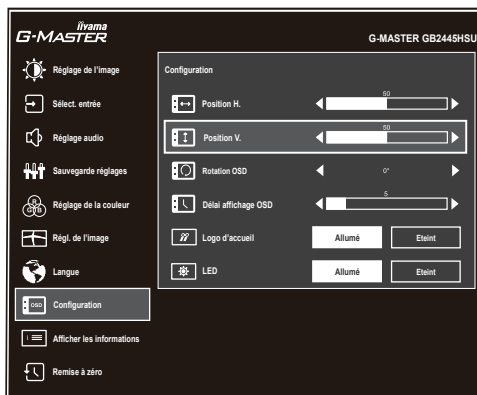 iiyama
G-MASTER
G-MASTER GB2445HSU
Réglage de l'image
Sélect. entrée
Réglage audio
Sauvegarde réglages
R
G B
Réglage de la couleur
Régl. de l'image
Langue
OSD
Configuration
i
Afficher les informations
Remise à zéro
Configuration
Position H.
50
Position V.
50
Rotation OSD
0°
Délai affichage OSD
5
Logo d'accueil
Allumé
Eteint
LED
Allumé
Eteint